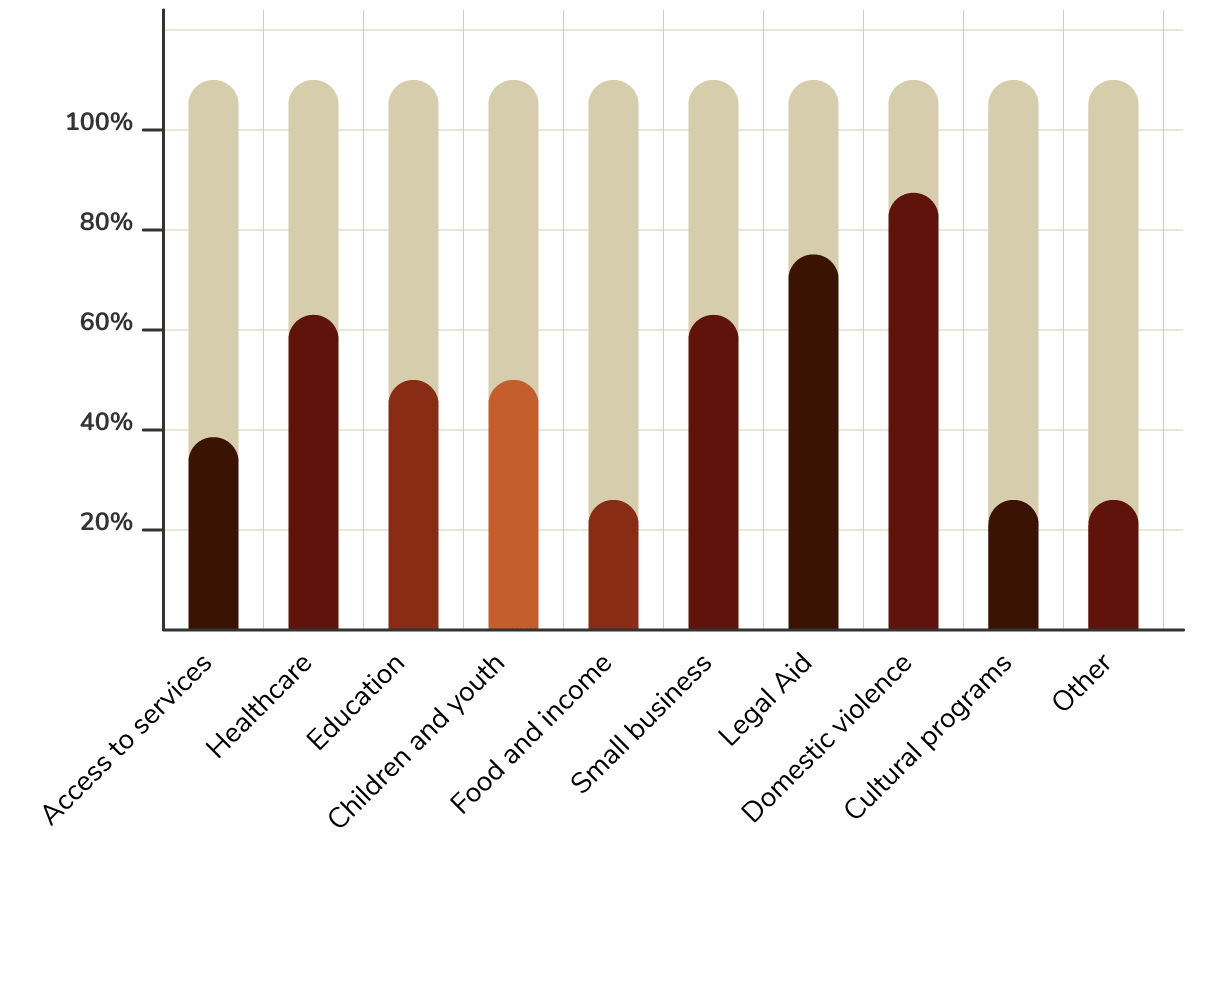 100%
80%
60%
40%
20%
Access to services
Healthcare
Education
Children and youth
Food and income
Small business
Legal Aid
Domestic violence
Cultural programs
Other